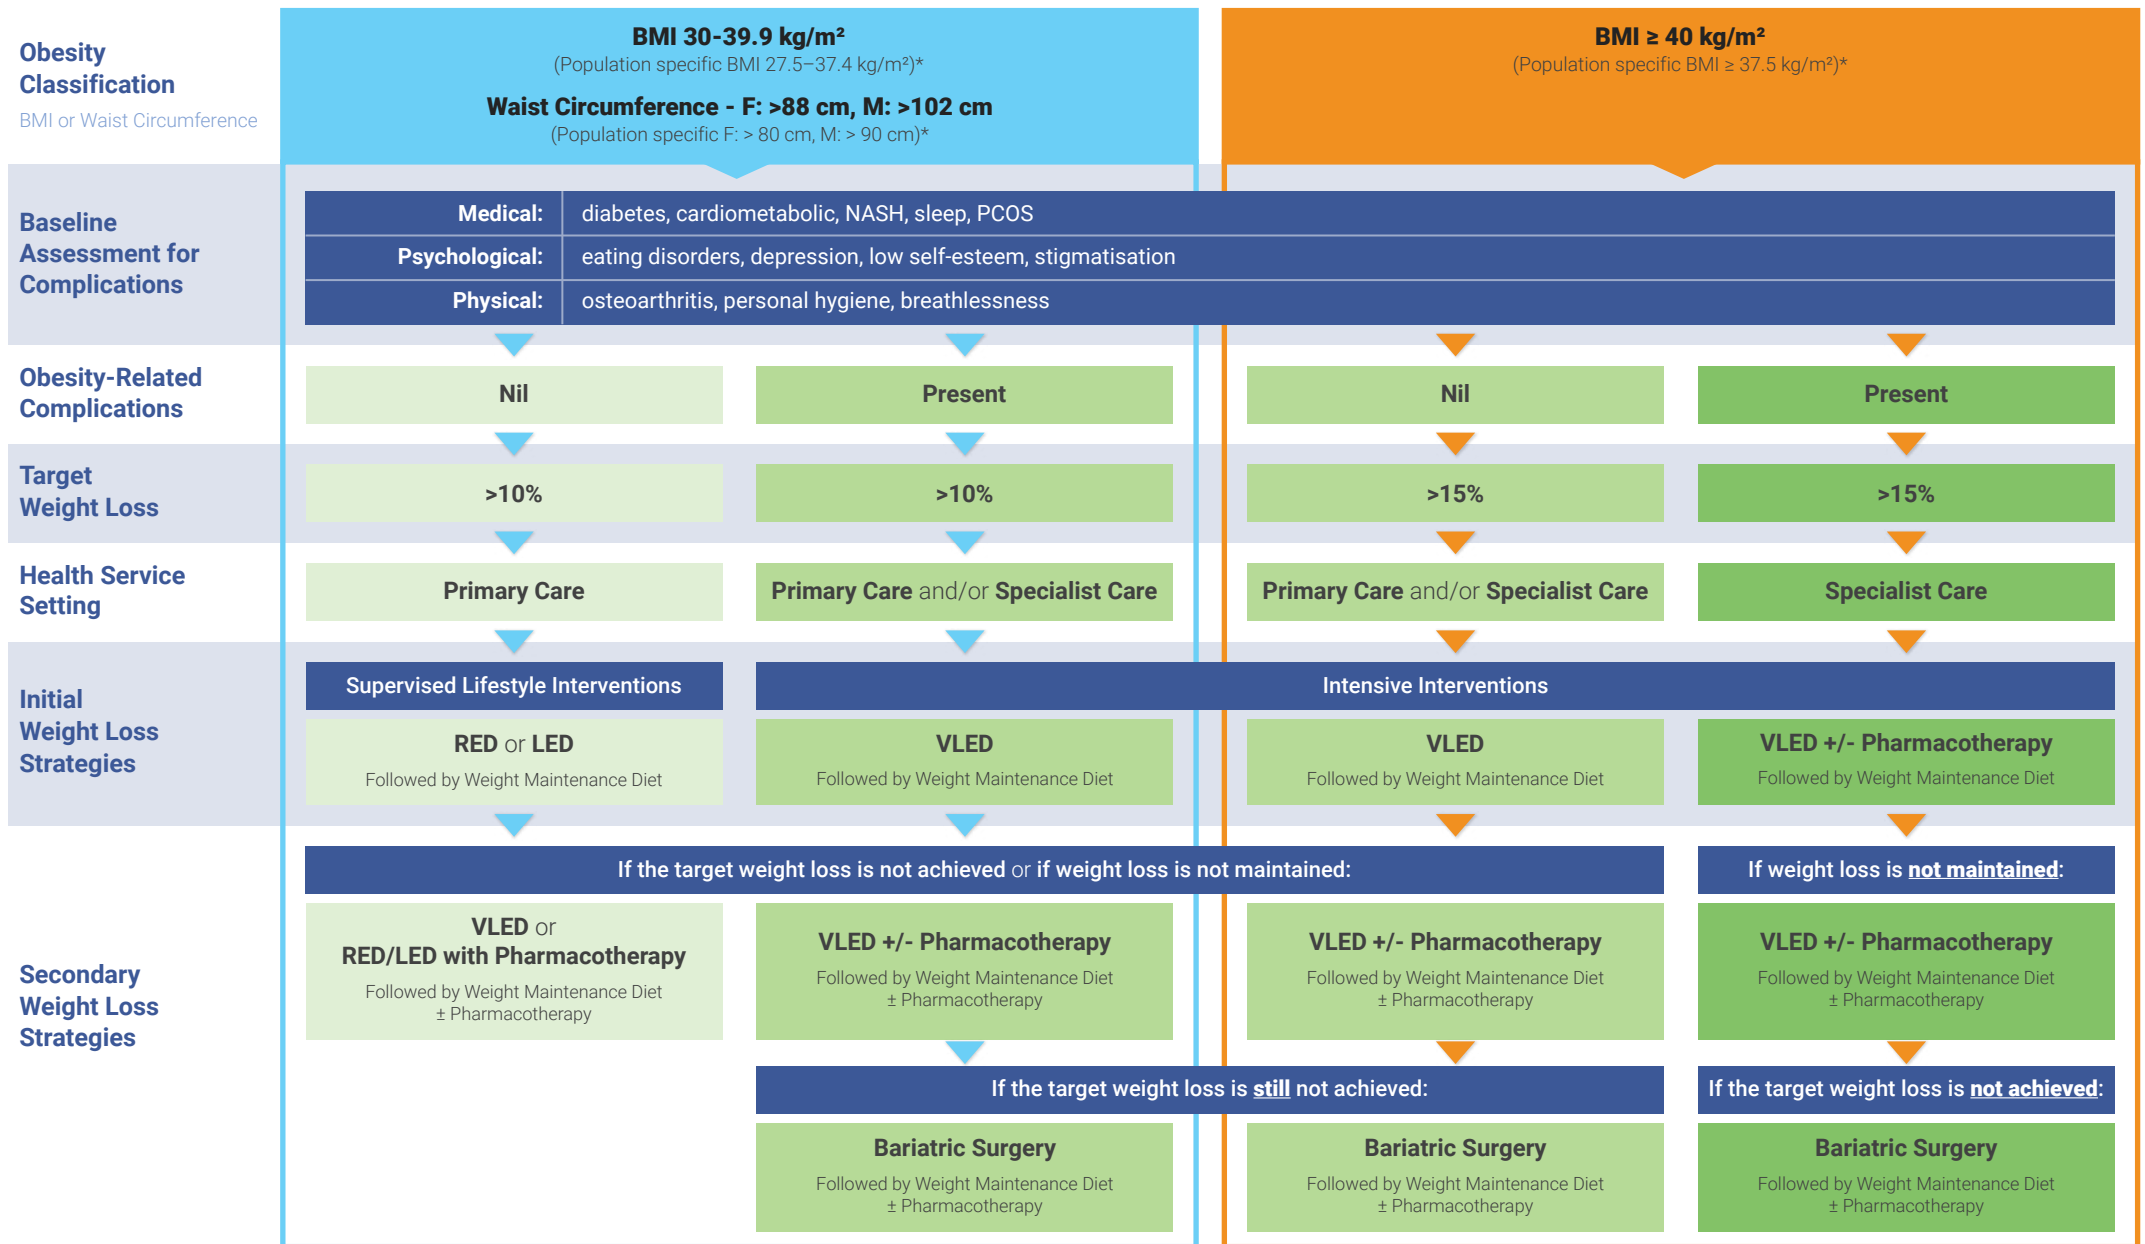 Obesity
Classification
BMI or Waist Circumference
BMI 30-39.9 kg/m²
(Population specific BMI 27.5–37.4 kg/m²)*
Waist Circumference - F: >88 cm, M: >102 cm
(Population specific F: > 80 cm, M: > 90 cm)*
BMI ≥ 40 kg/m²
(Population specific BMI ≥ 37.5 kg/m²)*
Baseline
Assessment for
Complications
Medical: diabetes, cardiometabolic, NASH, sleep, PCOS
Psychological: eating disorders, depression, low self-esteem, stigmatisation
Physical: osteoarthritis, personal hygiene, breathlessness
Obesity-Related
Complications
Nil
Present
Nil
Present
Target
Weight Loss
>10%
>10%
>15%
>15%
Health Service
Setting
Primary Care
Primary Care and/or Specialist Care
Primary Care and/or Specialist Care
Specialist Care
Initial
Weight Loss
Strategies
Supervised Lifestyle Interventions
Intensive Interventions
RED or LED
Followed by Weight Maintenance Diet
VLED
Followed by Weight Maintenance Diet
VLED
Followed by Weight Maintenance Diet
VLED +/- Pharmacotherapy
Followed by Weight Maintenance Diet
Secondary
Weight Loss
Strategies
If the target weight loss is not achieved or if weight loss is not maintained:
If weight loss is not maintained:
VLED or
RED/LED with Pharmacotherapy
Followed by Weight Maintenance Diet
± Pharmacotherapy
VLED +/- Pharmacotherapy
Followed by Weight Maintenance Diet
± Pharmacotherapy
VLED +/- Pharmacotherapy
Followed by Weight Maintenance Diet
± Pharmacotherapy
VLED +/- Pharmacotherapy
Followed by Weight Maintenance Diet
± Pharmacotherapy
If the target weight loss is still not achieved:
If the target weight loss is not achieved:
Bariatric Surgery
Followed by Weight Maintenance Diet
± Pharmacotherapy
Bariatric Surgery
Followed by Weight Maintenance Diet
± Pharmacotherapy
Bariatric Surgery
Followed by Weight Maintenance Diet
± Pharmacotherapy